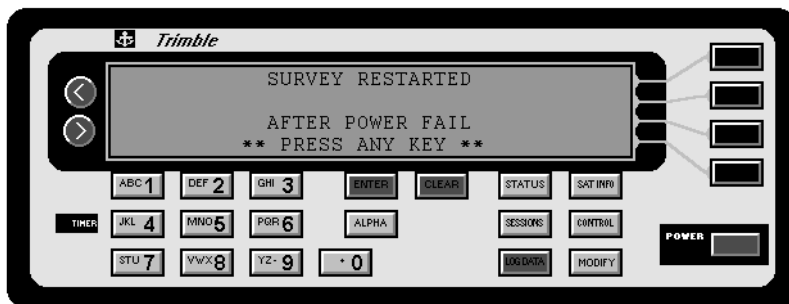 Trimble
SURVEY RESTARTED
AFTER POWER FAIL
** PRESS ANY KEY **
ABC 1 DEF 2 GHI 3 ENTER CLEAR STATUS SAT INFO
TIMER JKL 4 MNO 5 PQR 6 ALPHA SESSIONS CONTROL
POWER
STU 7 VWX 8 YZ- 9 + 0 LOG DATA MODIFY